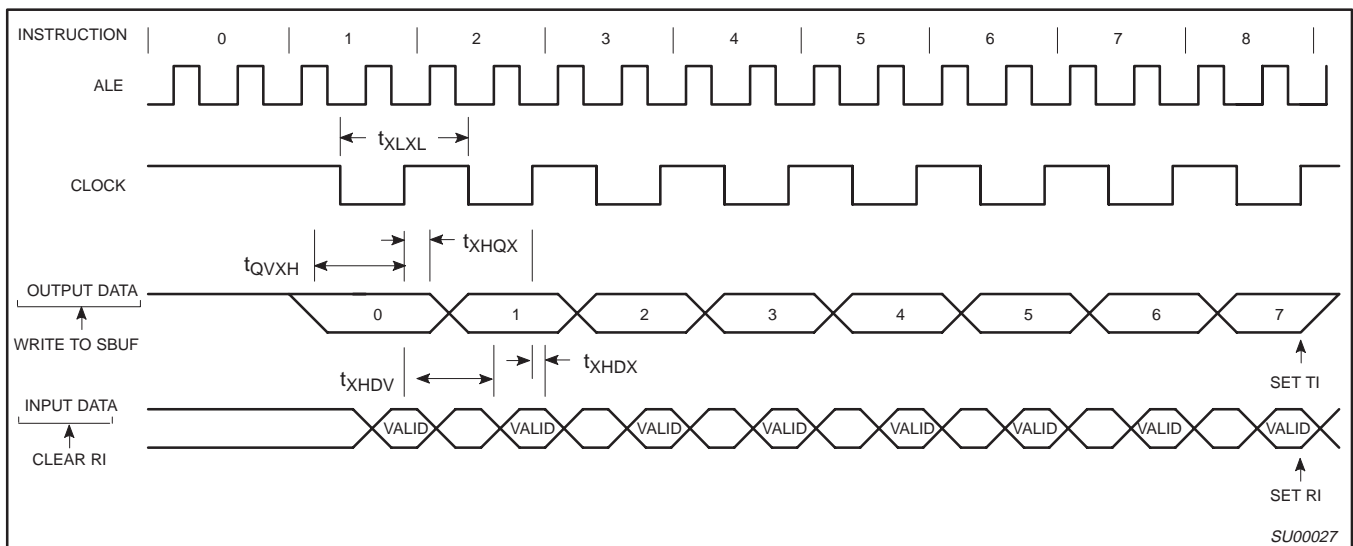 INSTRUCTION 0 1 2 3 4 5 6 7 8
ALE
tXLXL
CLOCK
tXHQX
tQVXH
OUTPUT DATA
0 1 2 3 4 5 6 7
WRITE TO SBUF
tXHDX
tXHDV
SET TI
INPUT DATA
VALID VALID VALID VALID VALID VALID VALID VALID
CLEAR RI
SET RI
SU00027